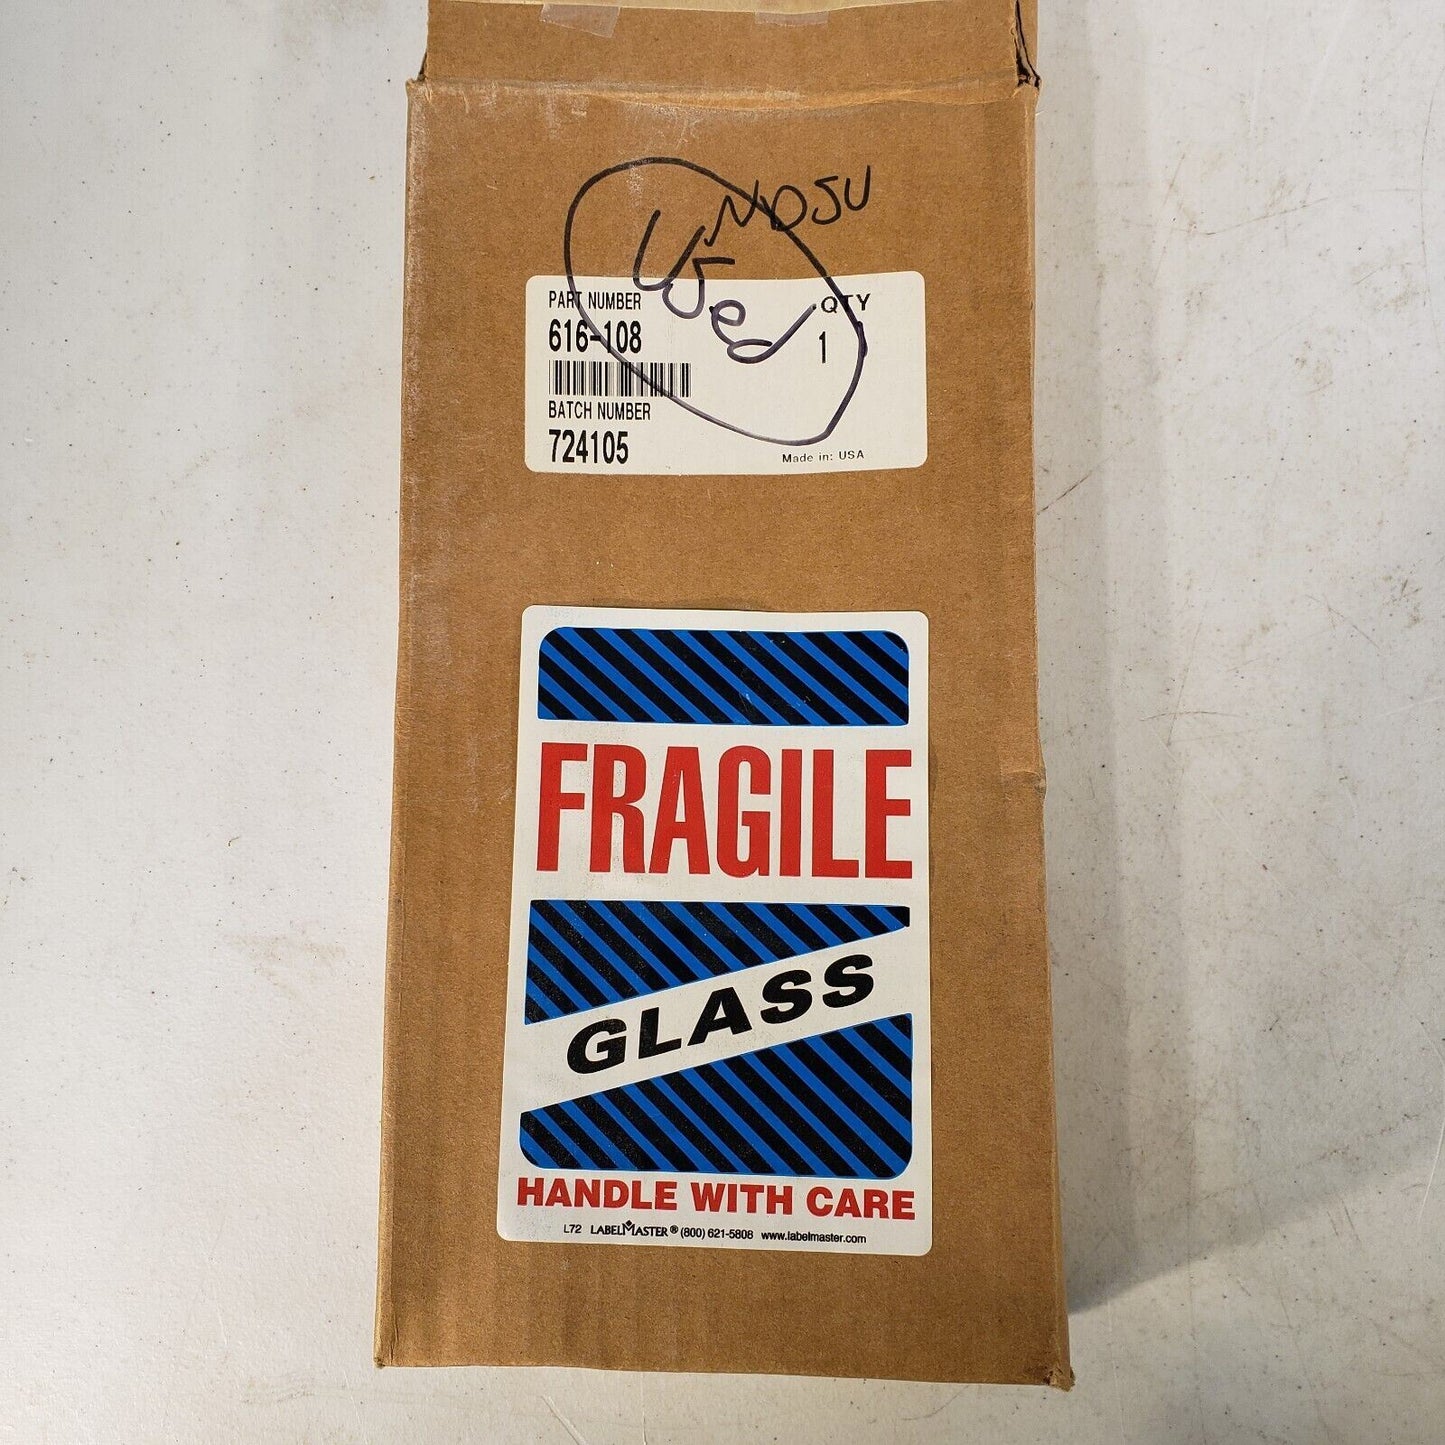 NDSU
Used
PART NUMBER QTY
616-108 1
BATCH NUMBER
724105
Made in: USA
FRAGILE
GLASS
HANDLE WITH CARE
L72 LABELMASTER® (800) 621-5808 www.labelmaster.com